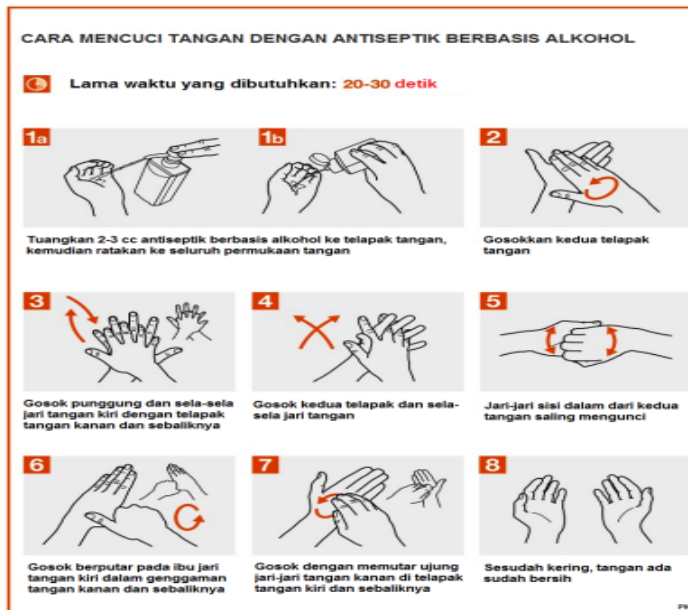 CARA MENCUCI TANGAN DENGAN ANTISEPTIK BERBASIS ALKOHOL
Lama waktu yang dibutuhkan: 20-30 detik
1a
1b
Tuangkan 2-3 cc antiseptik berbasis alkohol ke telapak tangan,
kemudian ratakan ke seluruh permukaan tangan
2
Gosokkan kedua telapak
tangan
3
Gosok punggung dan sela-sela
jari tangan kiri dengan telapak
tangan kanan dan sebaliknya
4
Gosok kedua telapak dan sela-
sela jari tangan
5
Jari-jari sisi dalam dari kedua
tangan saling mengunci
6
Gosok berputar pada ibu jari
tangan kiri dalam genggaman
tangan kanan dan sebaliknya
7
Gosok dengan memutar ujung
jari-jari tangan kanan di telapak
tangan kiri dan sebaliknya
8
Sesudah kering, tangan ada
sudah bersih